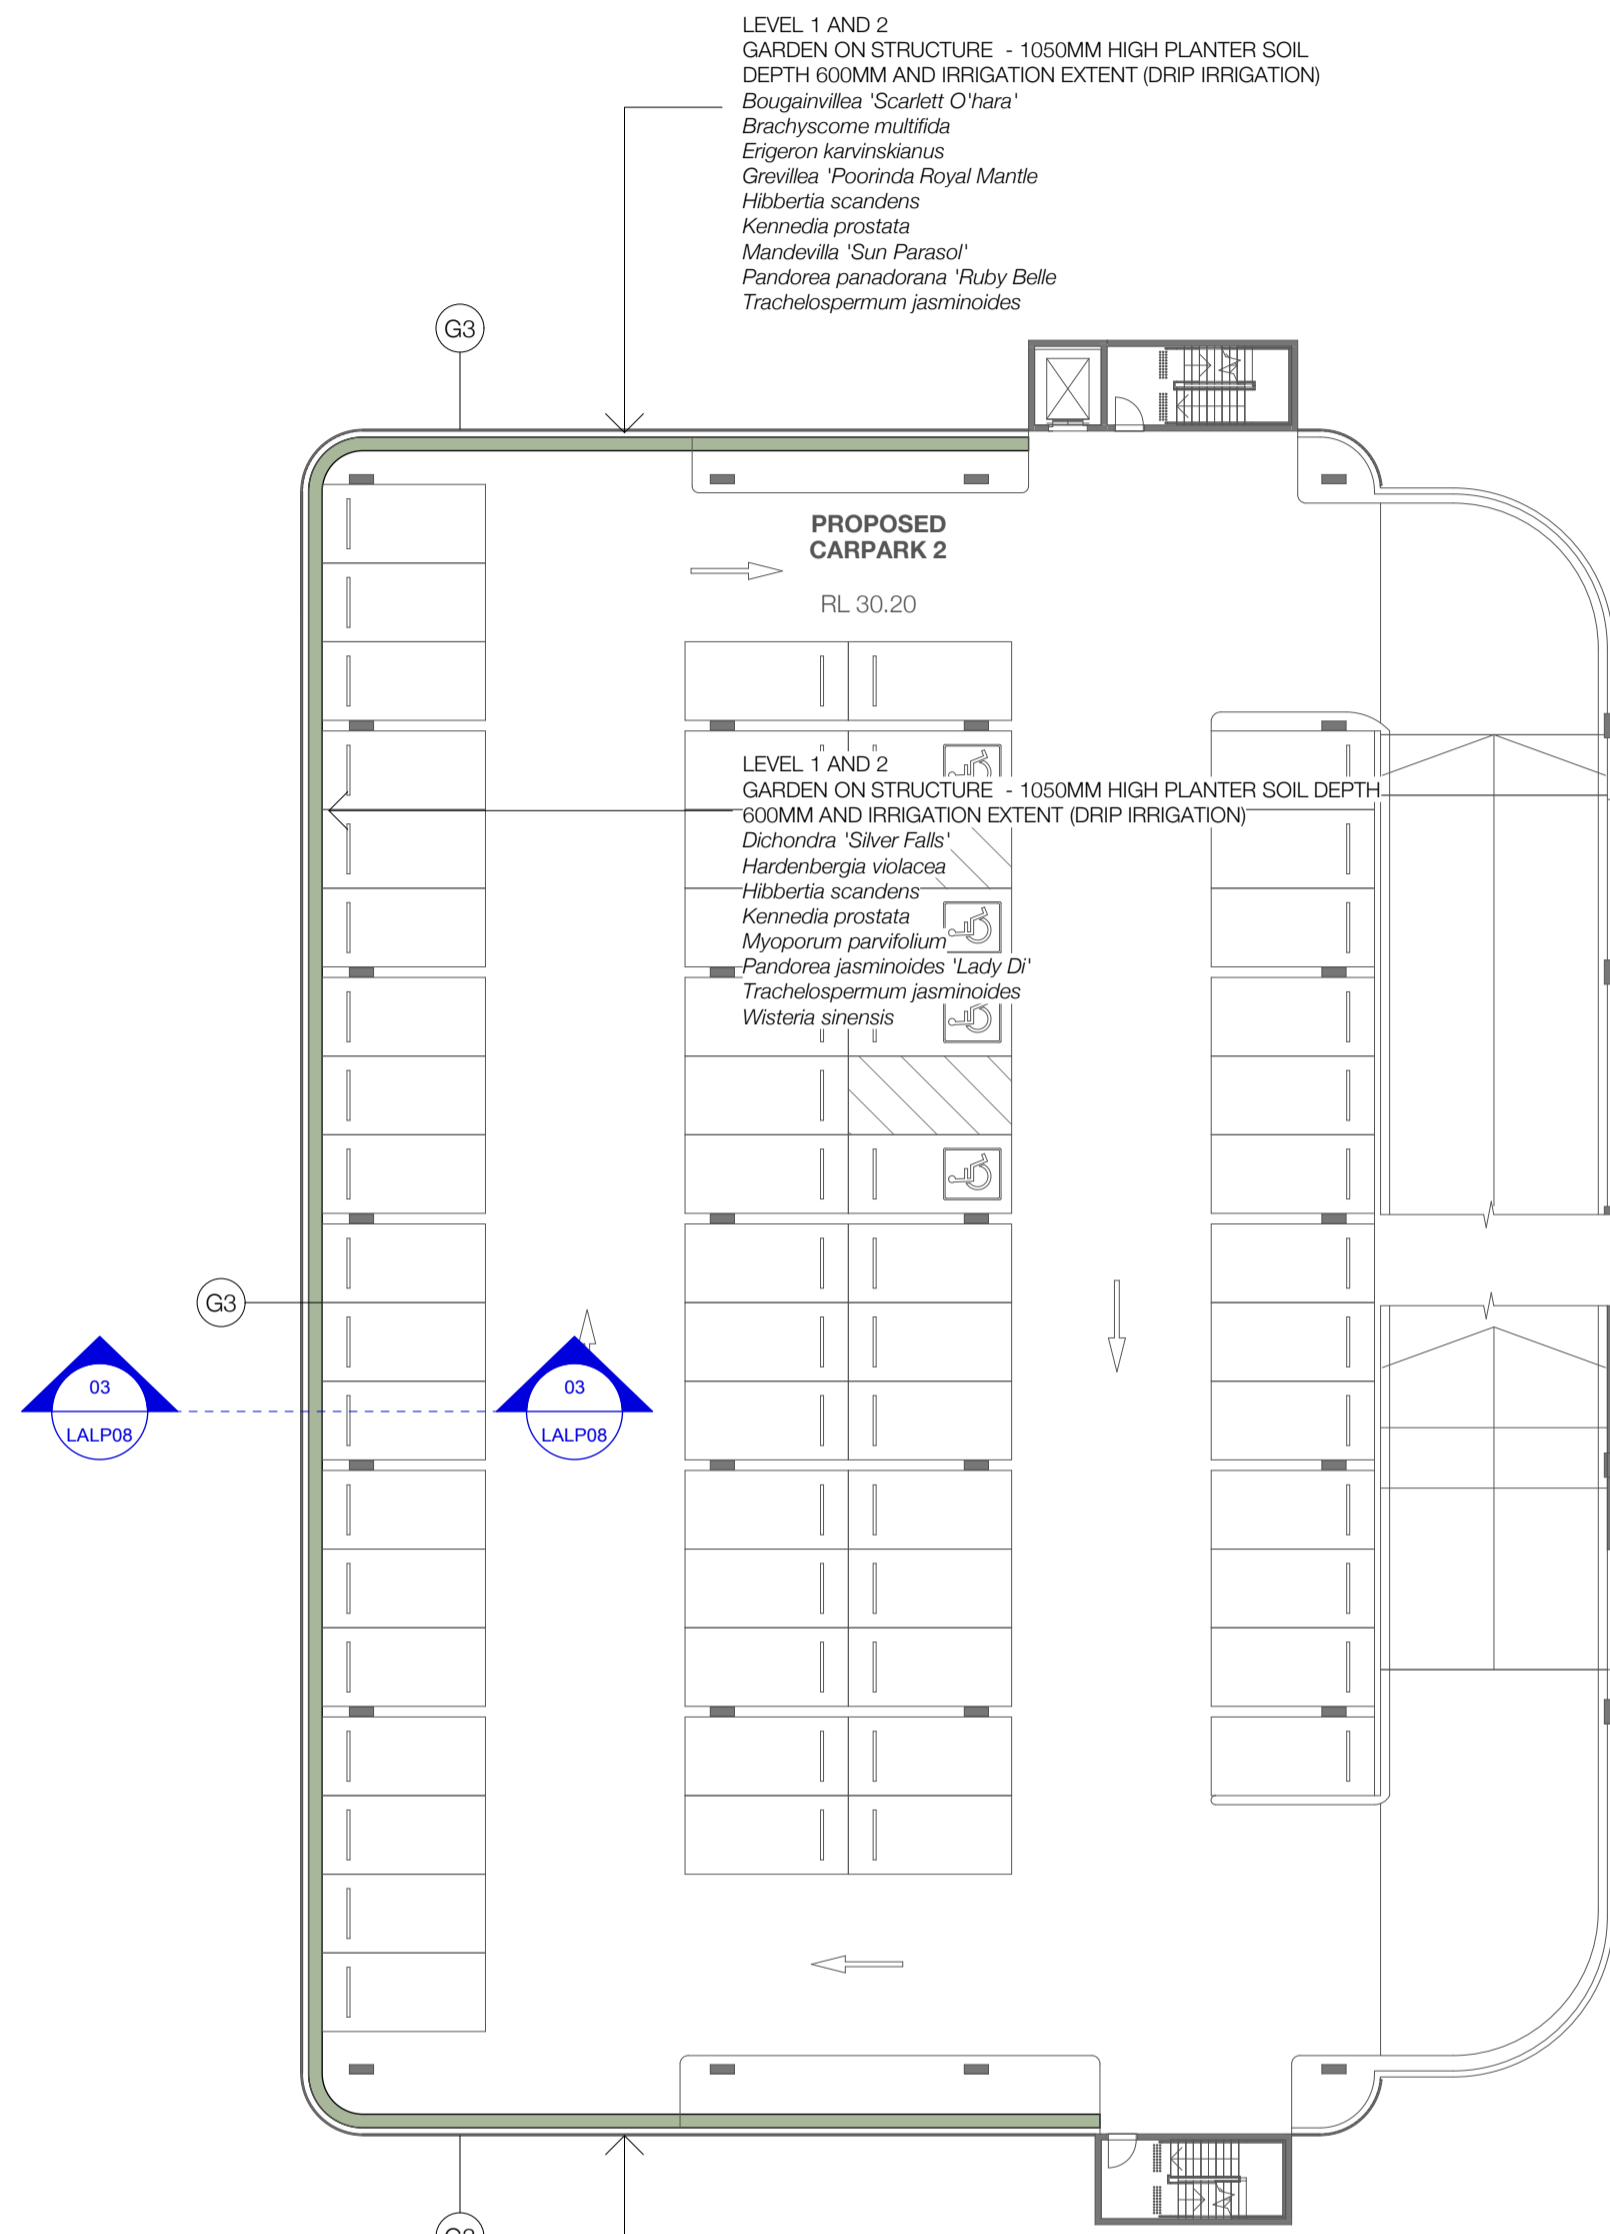 LEVEL 1 AND 2
GARDEN ON STRUCTURE - 1050MM HIGH PLANTER SOIL
DEPTH 600MM AND IRRIGATION EXTENT (DRIP IRRIGATION)
Bougainvillea 'Scarlett O'hara'
Brachyscome multifida
Erigeron karvinskianus
Grevillea 'Poorinda Royal Mantle
Hibbertia scandens
Kennedia prostata
Mandevilla 'Sun Parasol'
Pandorea panadorana 'Ruby Belle
Trachelospermum jasminoides
G3
PROPOSED
CARPARK 2
RL 30.20
LEVEL 1 AND 2
GARDEN ON STRUCTURE - 1050MM HIGH PLANTER SOIL DEPTH
600MM AND IRRIGATION EXTENT (DRIP IRRIGATION)
Dichondra 'Silver Falls'
Hardenbergia violacea
Hibbertia scandens
Kennedia prostata
Myoporum parvifolium
Pandorea jasminoides 'Lady Di'
Trachelospermum jasminoides
Wisteria sinensis
G3
03
LALP08
03
LALP08